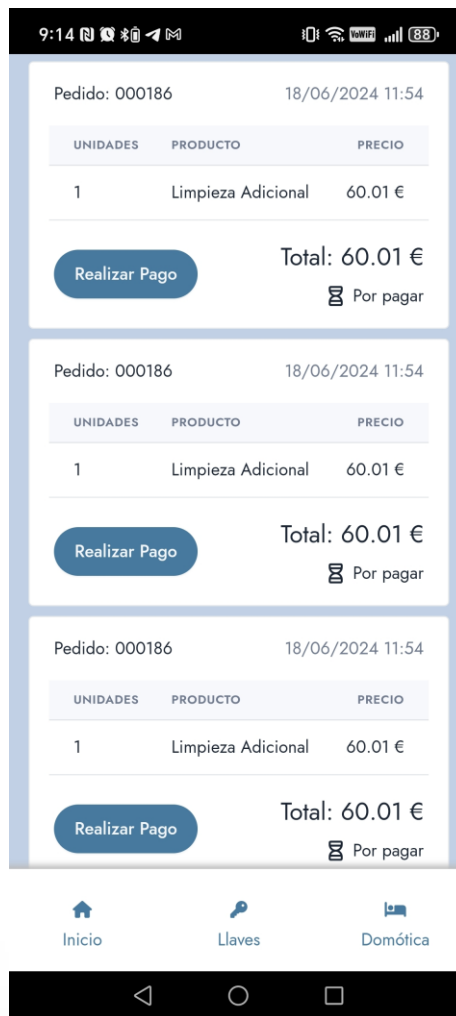 9:14 VoWiFi 88
Pedido: 000186 18/06/2024 11:54
UNIDADES PRODUCTO PRECIO
1 Limpieza Adicional 60.01 €
Total: 60.01 €
Realizar Pago
Por pagar
Pedido: 000186 18/06/2024 11:54
UNIDADES PRODUCTO PRECIO
1 Limpieza Adicional 60.01 €
Total: 60.01 €
Realizar Pago
Por pagar
Pedido: 000186 18/06/2024 11:54
UNIDADES PRODUCTO PRECIO
1 Limpieza Adicional 60.01 €
Total: 60.01 €
Realizar Pago
Por pagar
Inicio Llaves Domótica